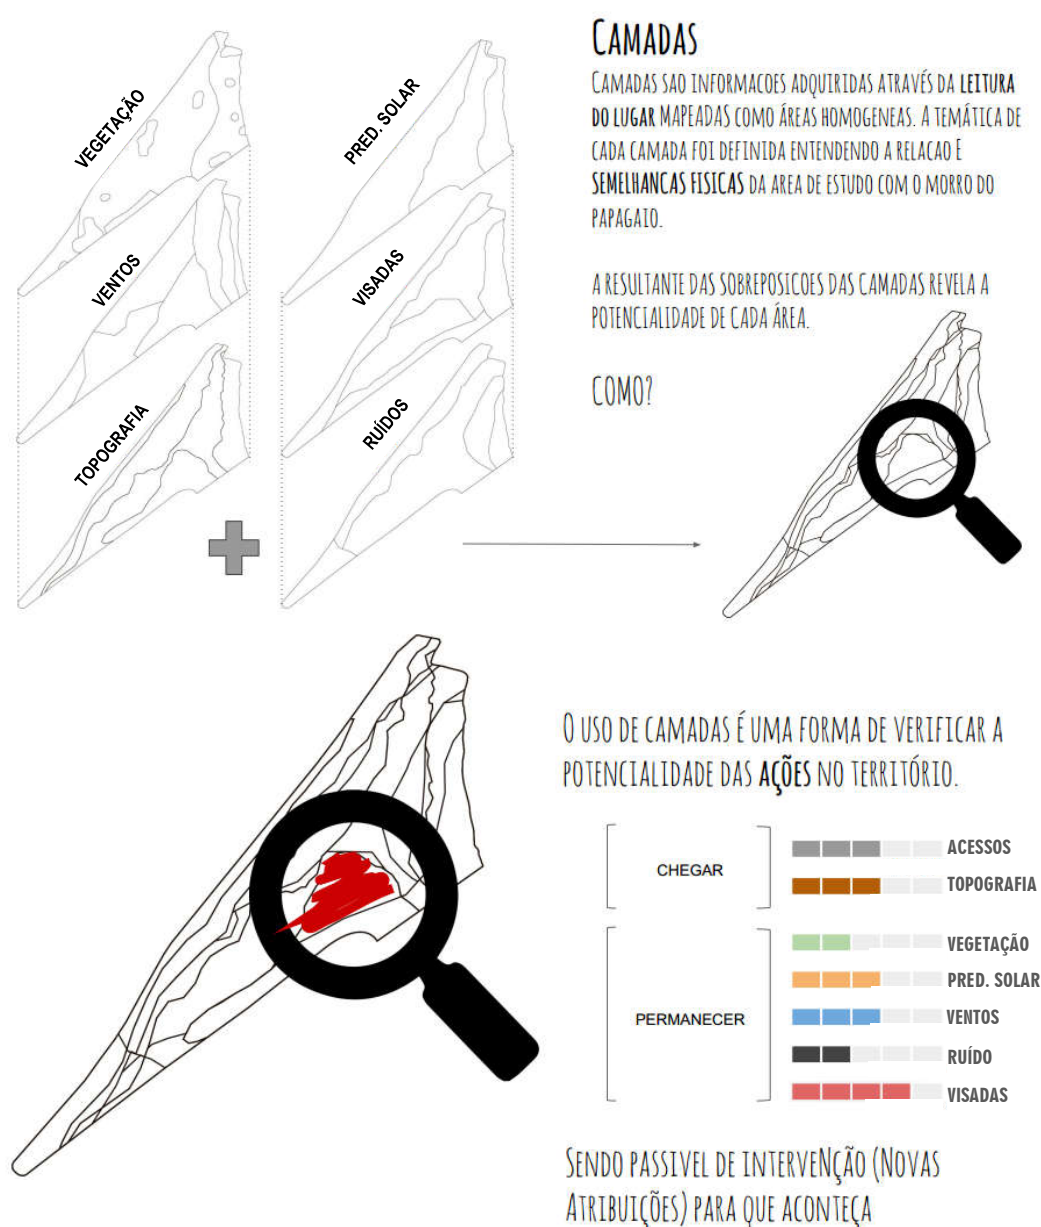 VEGETAÇÃO
VENTOS
TOPOGRAFIA
PRED. SOLAR
VISADAS
RUÍDOS
CAMADAS
CAMADAS SAO INFORMACOES ADQUIRIDAS ATRAVÉS DA LEITURA
DO LUGAR MAPEADAS COMO ÁREAS HOMOGENEAS. A TEMÁTICA DE
CADA CAMADA FOI DEFINIDA ENTENDENDO A RELACAO E
SEMELHANCAS FISICAS DA AREA DE ESTUDO COM O MORRO DO
PAPAGAIO.
A RESULTANTE DAS SOBREPOSICOES DAS CAMADAS REVELA A
POTENCIALIDADE DE CADA ÁREA.
COMO?
O USO DE CAMADAS É UMA FORMA DE VERIFICAR A
POTENCIALIDADE DAS AÇÕES NO TERRITÓRIO.
CHEGAR
ACESSOS
TOPOGRAFIA
PERMANECER
VEGETAÇÃO
PRED. SOLAR
VENTOS
RUÍDO
VISADAS
SENDO PASSIVEL DE INTERVENÇÃO (NOVAS
ATRIBUIÇÕES) PARA QUE ACONTEÇA